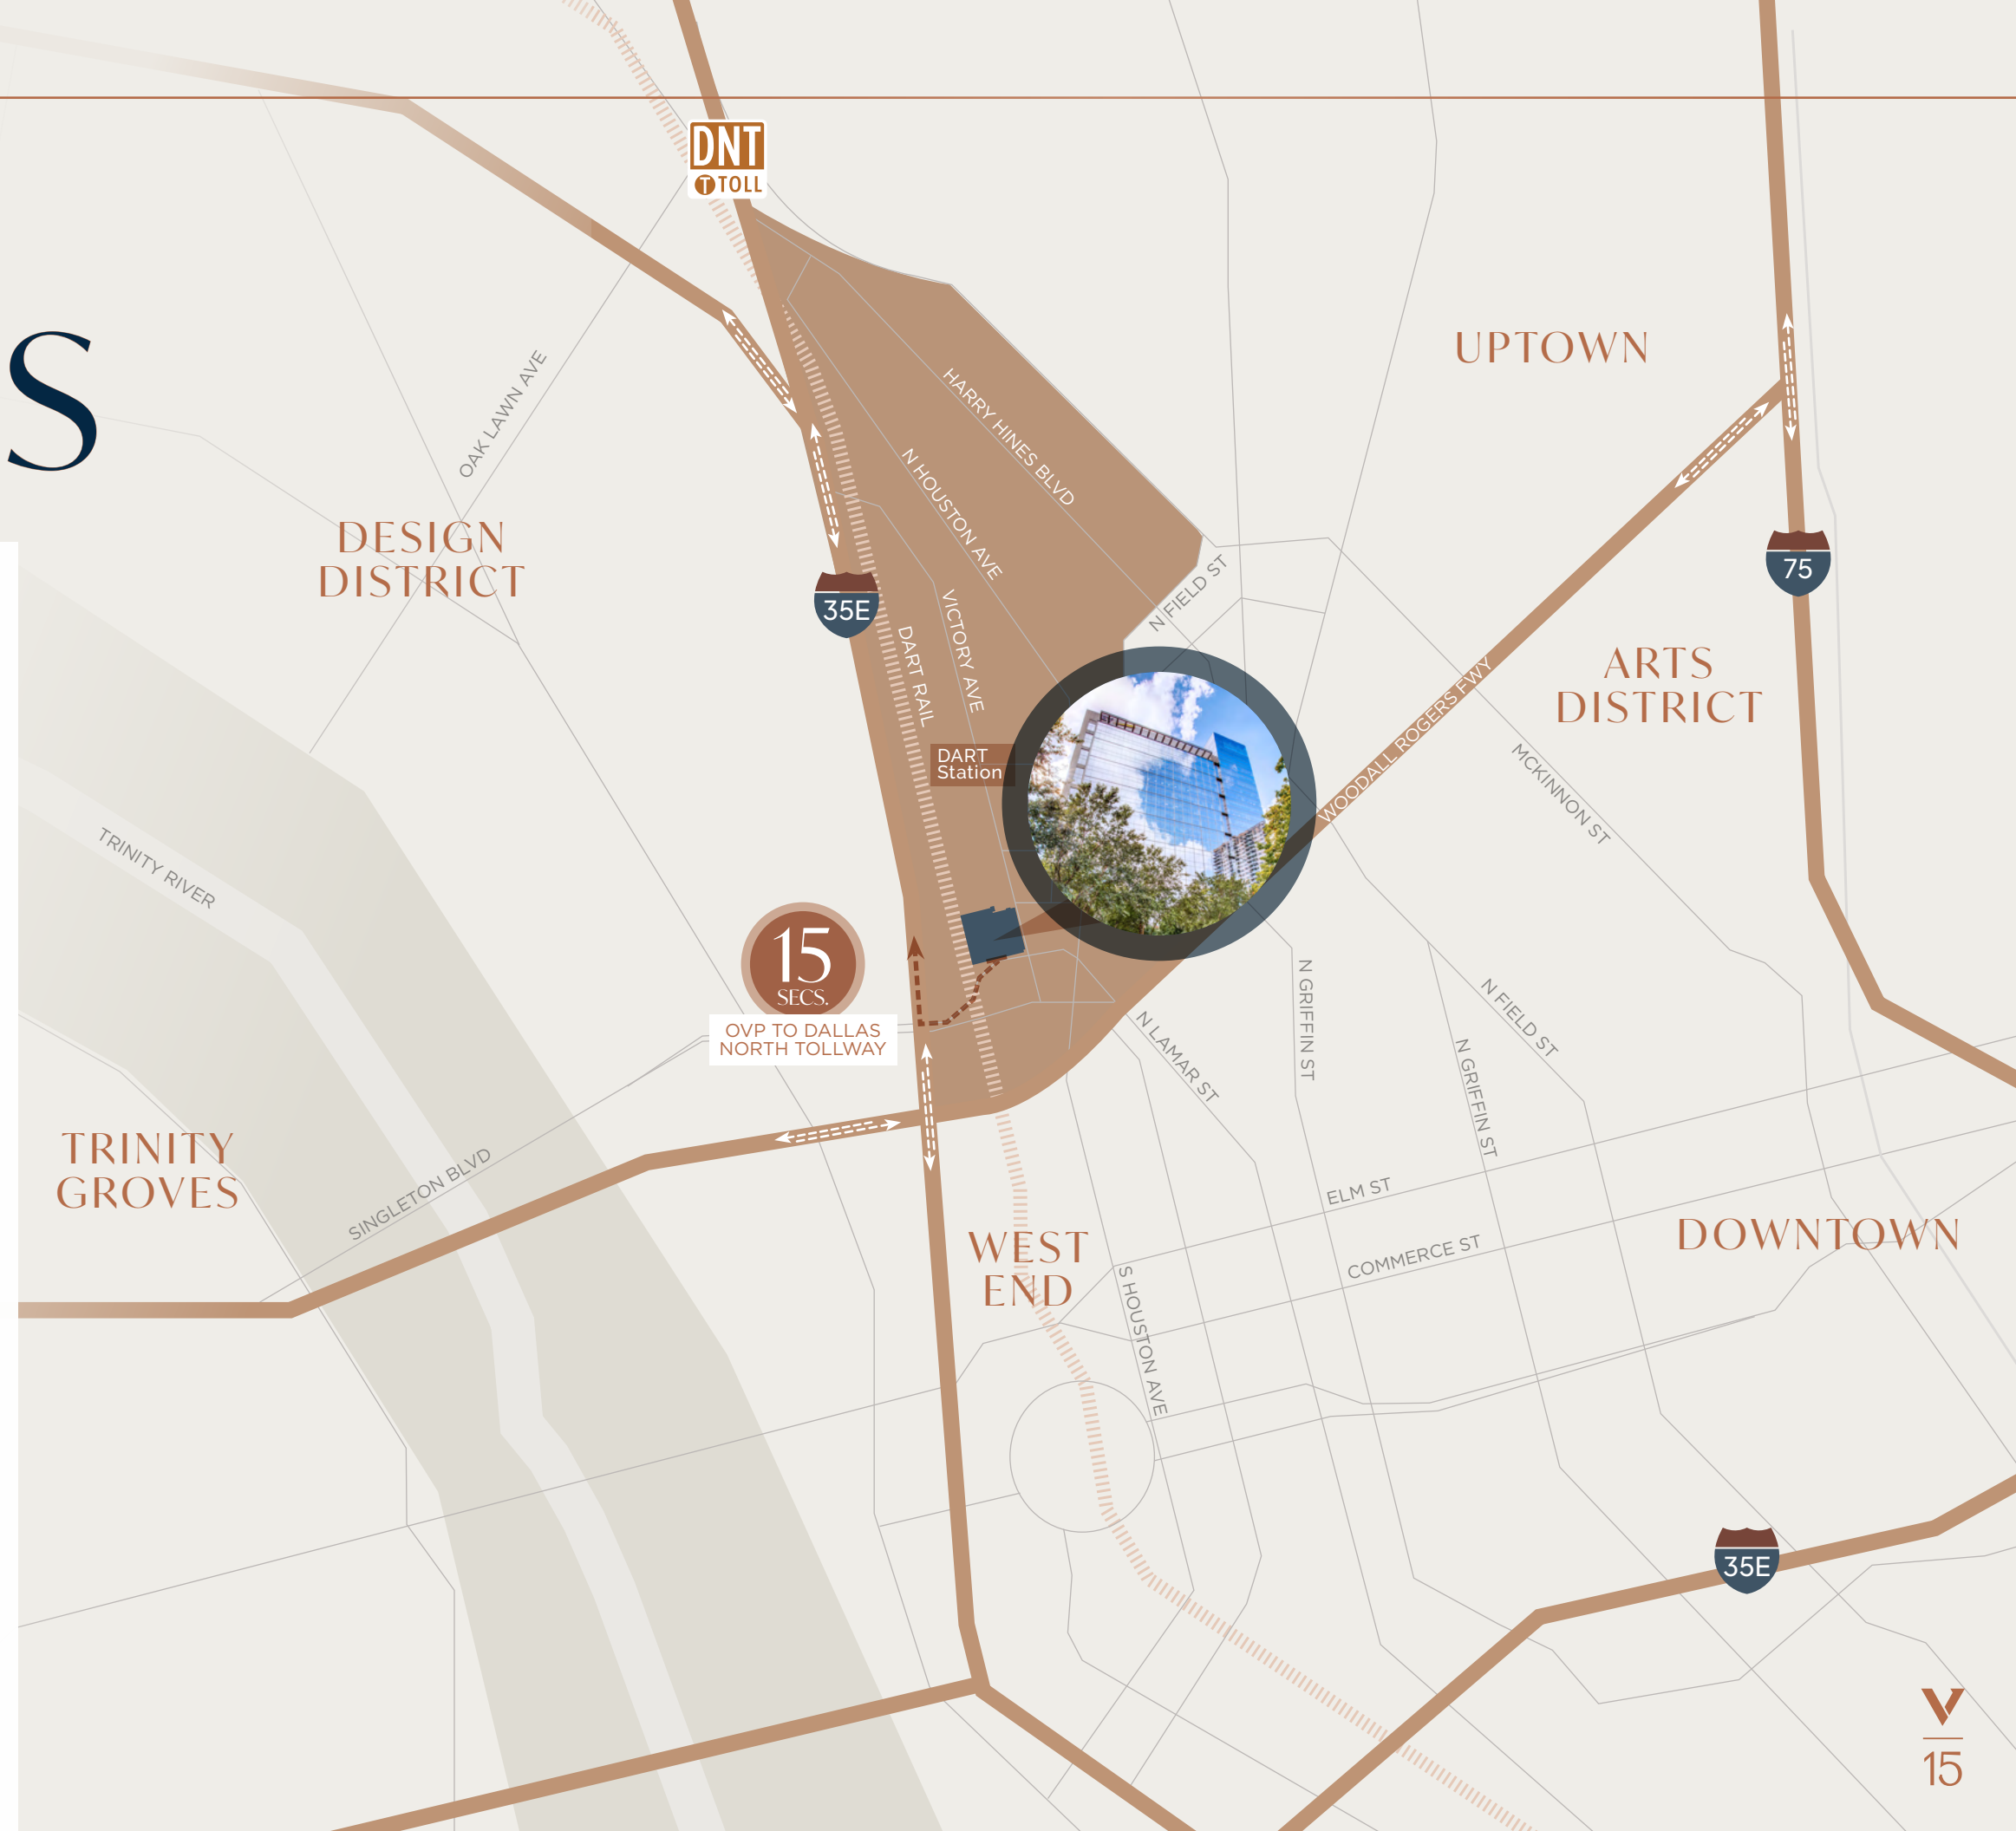 DNT
T TOLL
S
UPTOWN
OAK LAWN AVE
HARRY HINES BLVD
N HOUSTON AVE
DESIGN
DISTRICT
35E
75
N FIELD ST
VICTORY AVE
DART RAIL
ARTS
DISTRICT
WOODALL ROGERS FWY
DART
Station
MCKINNON ST
TRINITY RIVER
15
SECS.
OVP TO DALLAS
NORTH TOLLWAY
N GRIFFIN ST
N FIELD ST
N LAMAR ST
N GRIFFIN ST
TRINITY
GROVES
SINGLETON BLVD
ELM ST
COMMERCE ST
WEST
END
DOWNTOWN
S HOUSTON AVE
35E
15